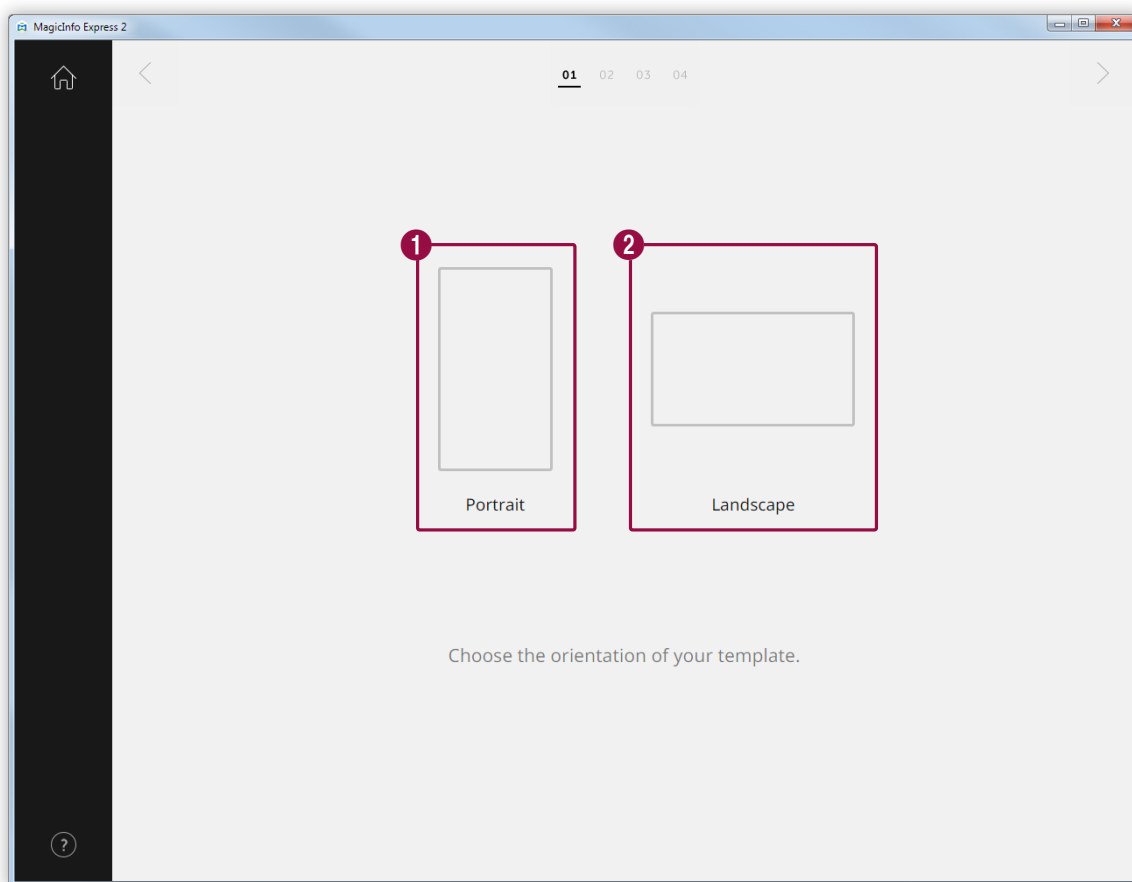 MagicInfo Express 2
01 02 03 04
1 2
Portrait Landscape
Choose the orientation of your template.
?